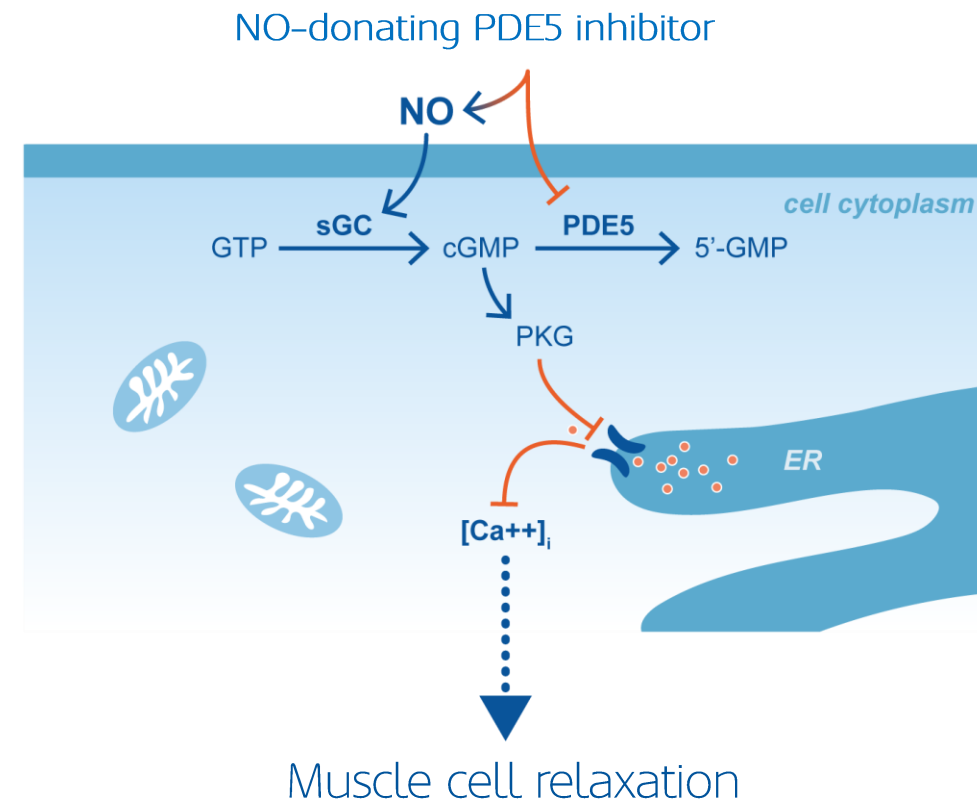 NO-donating PDE5 inhibitor
NO
cell cytoplasm
sGC
PDE5
GTP
cGMP
5’-GMP
PKG
ER
[Ca++]i
Muscle cell relaxation